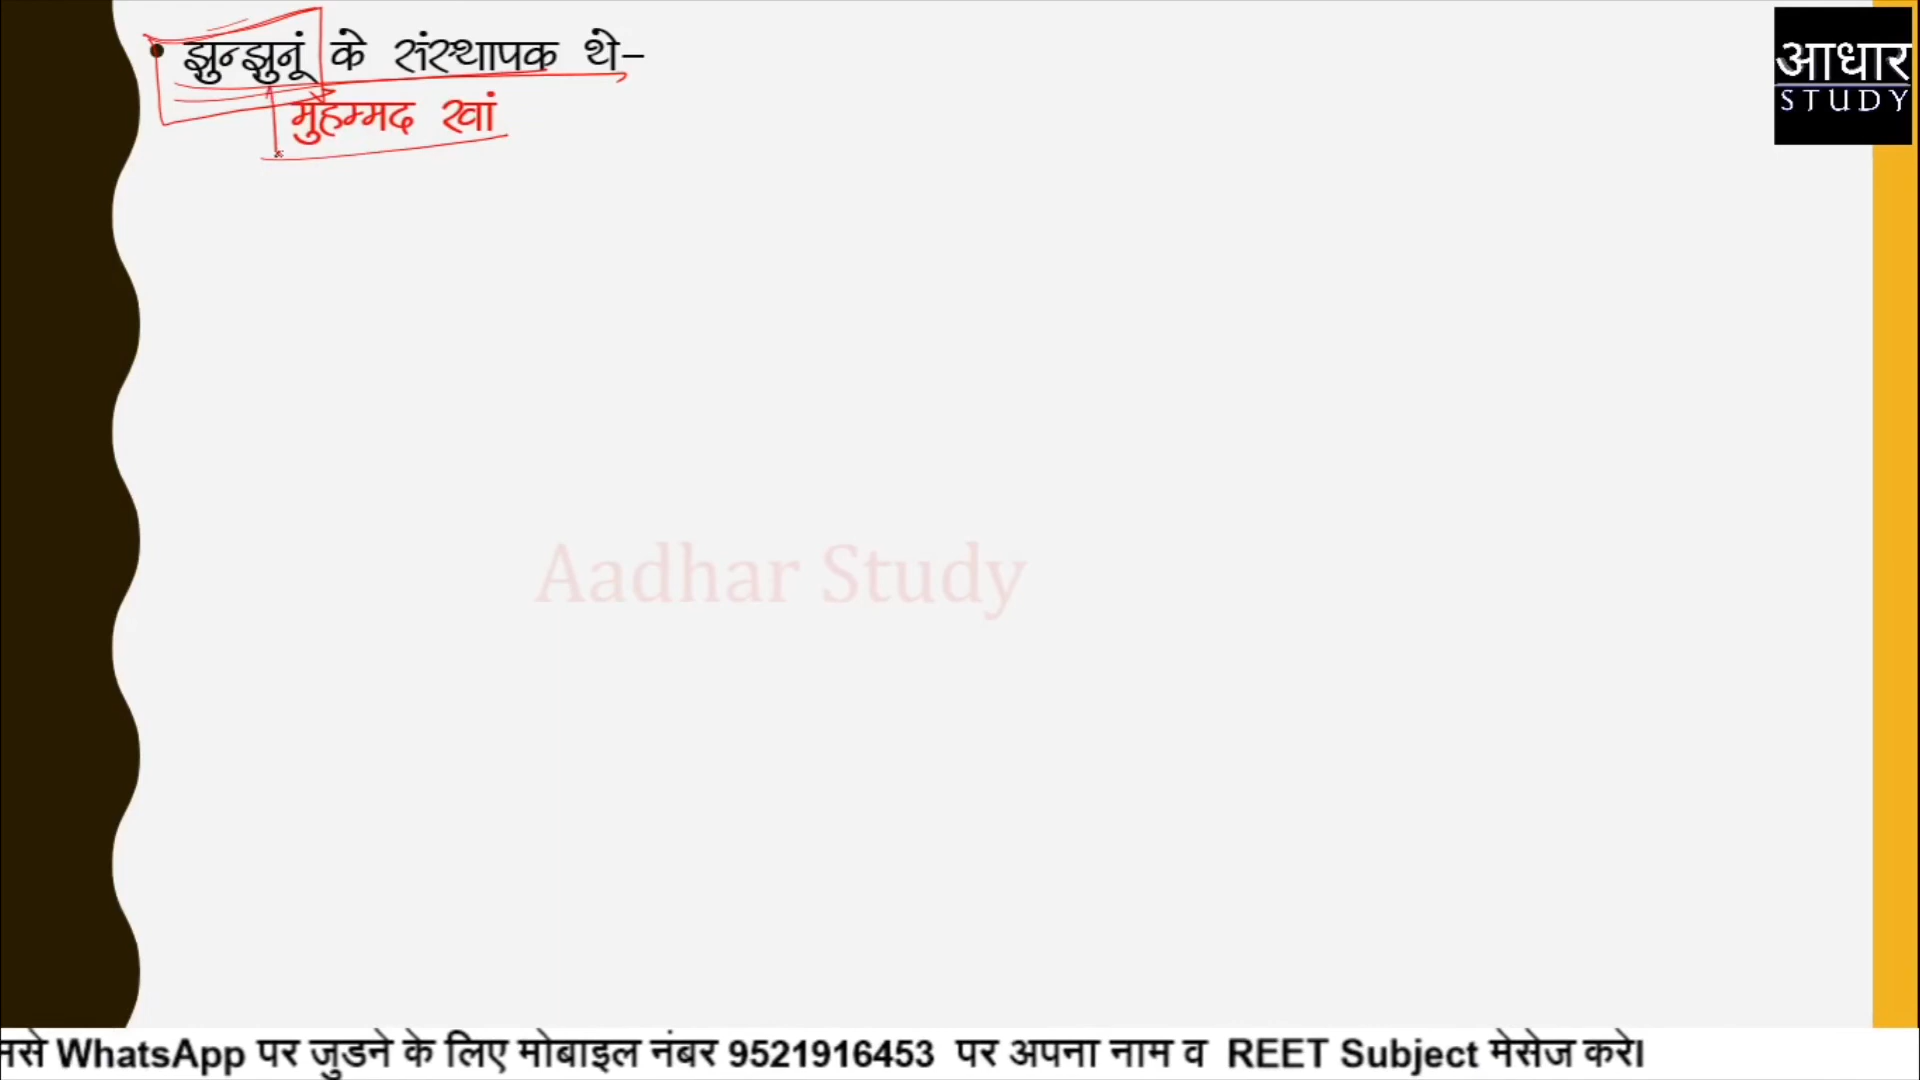 झुन्झुनूं के संस्थापक थे–
मुहम्मद खां
आधार
STUDY
Aadhar Study
नसे WhatsApp पर जुडने के लिए मोबाइल नंबर 9521916453 पर अपना नाम व REET Subject मेसेज करे।